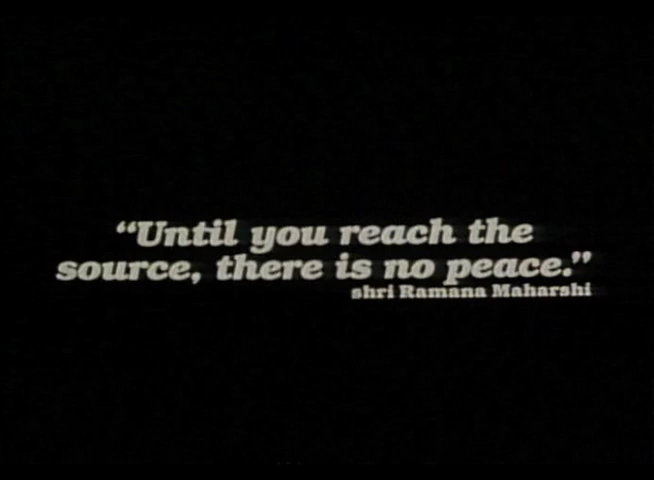 “Until you reach the
source, there is no peace.”
shri Ramana Maharshi